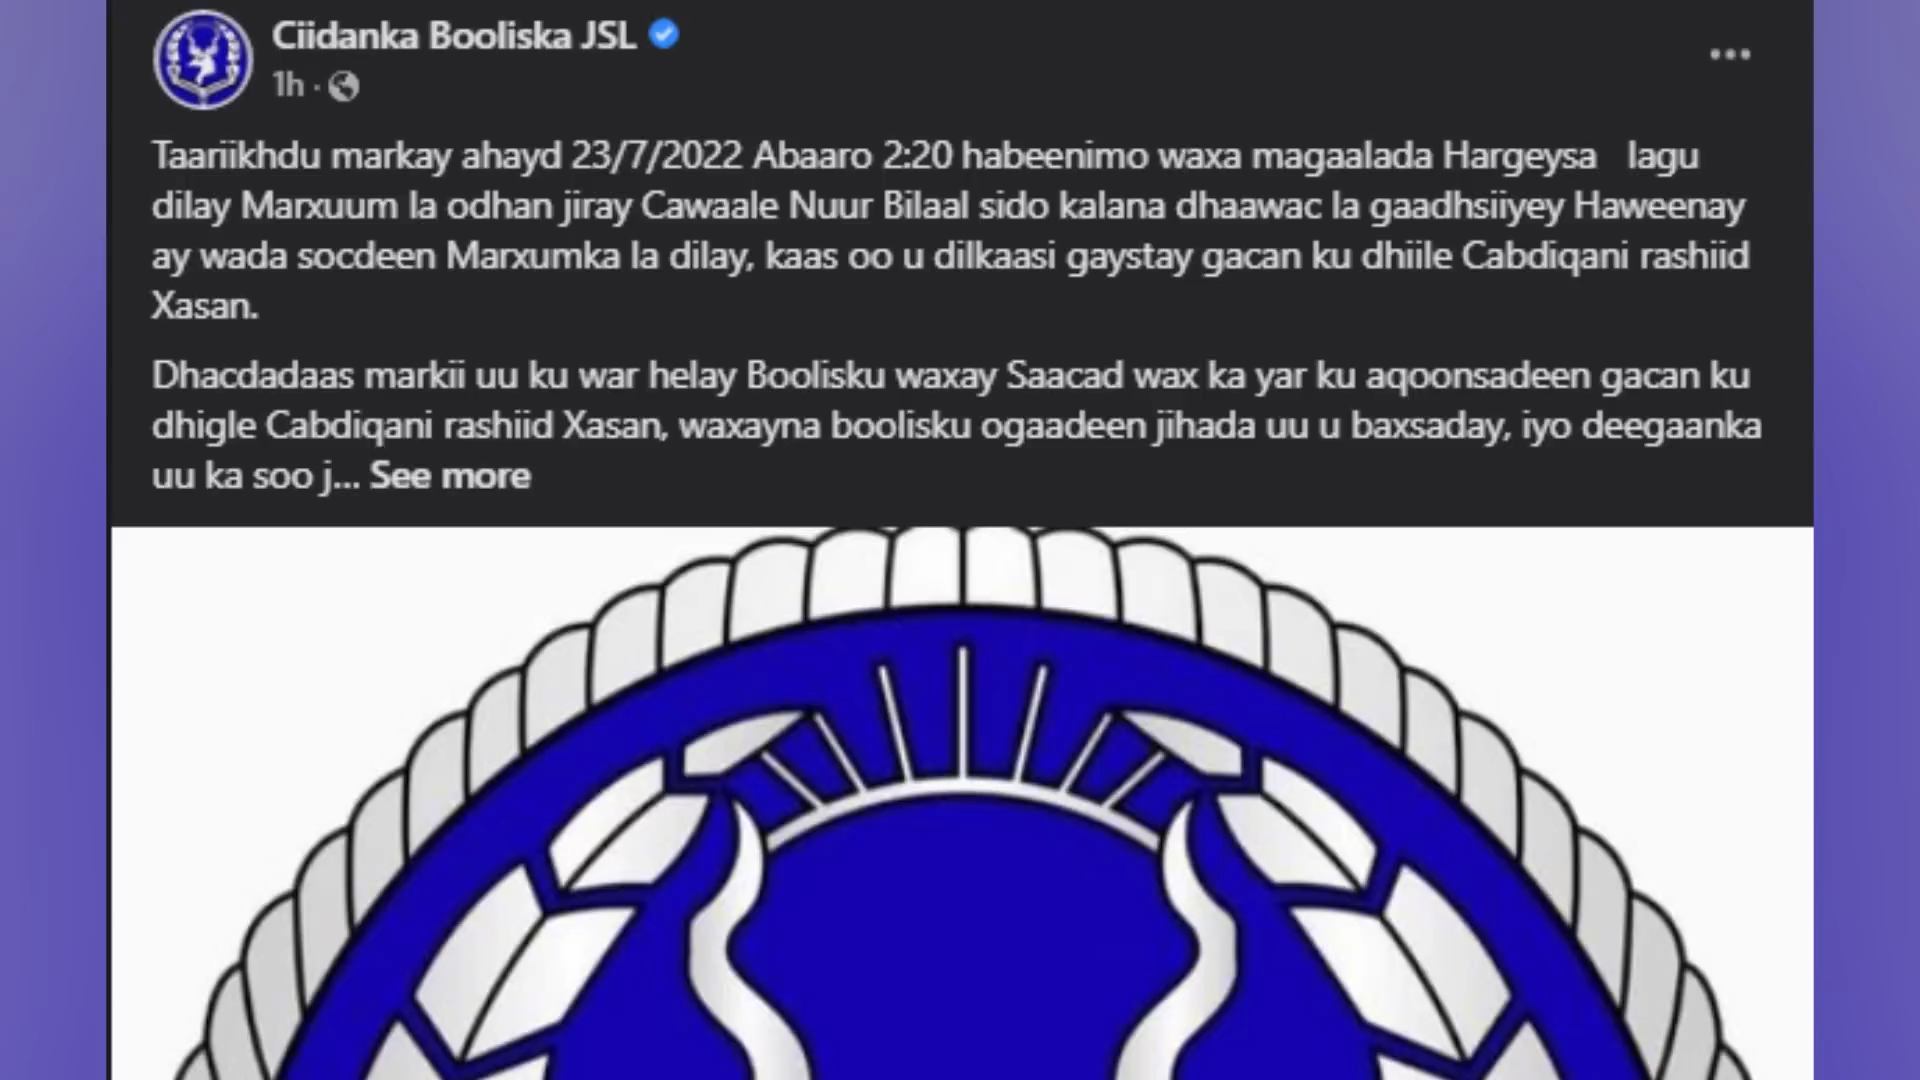 Ciidanka Booliska JSL
1h ·
Taariikhdu markay ahayd 23/7/2022 Abaaro 2:20 habeenimo waxa magaalada Hargeysa lagu
dilay Marxuum la odhan jiray Cawaale Nuur Bilaal sido kalana dhaawac la gaadhsiiyey Haweenay
ay wada socdeen Marxumka la dilay, kaas oo u dilkaasi gaystay gacan ku dhiile Cabdiqani rashiid
Xasan.
Dhacdadaas markii uu ku war helay Boolisku waxay Saacad wax ka yar ku aqoonsadeen gacan ku
dhigle Cabdiqani rashiid Xasan, waxayna boolisku ogaadeen jihada uu u baxsaday, iyo deegaanka
uu ka soo j... See more